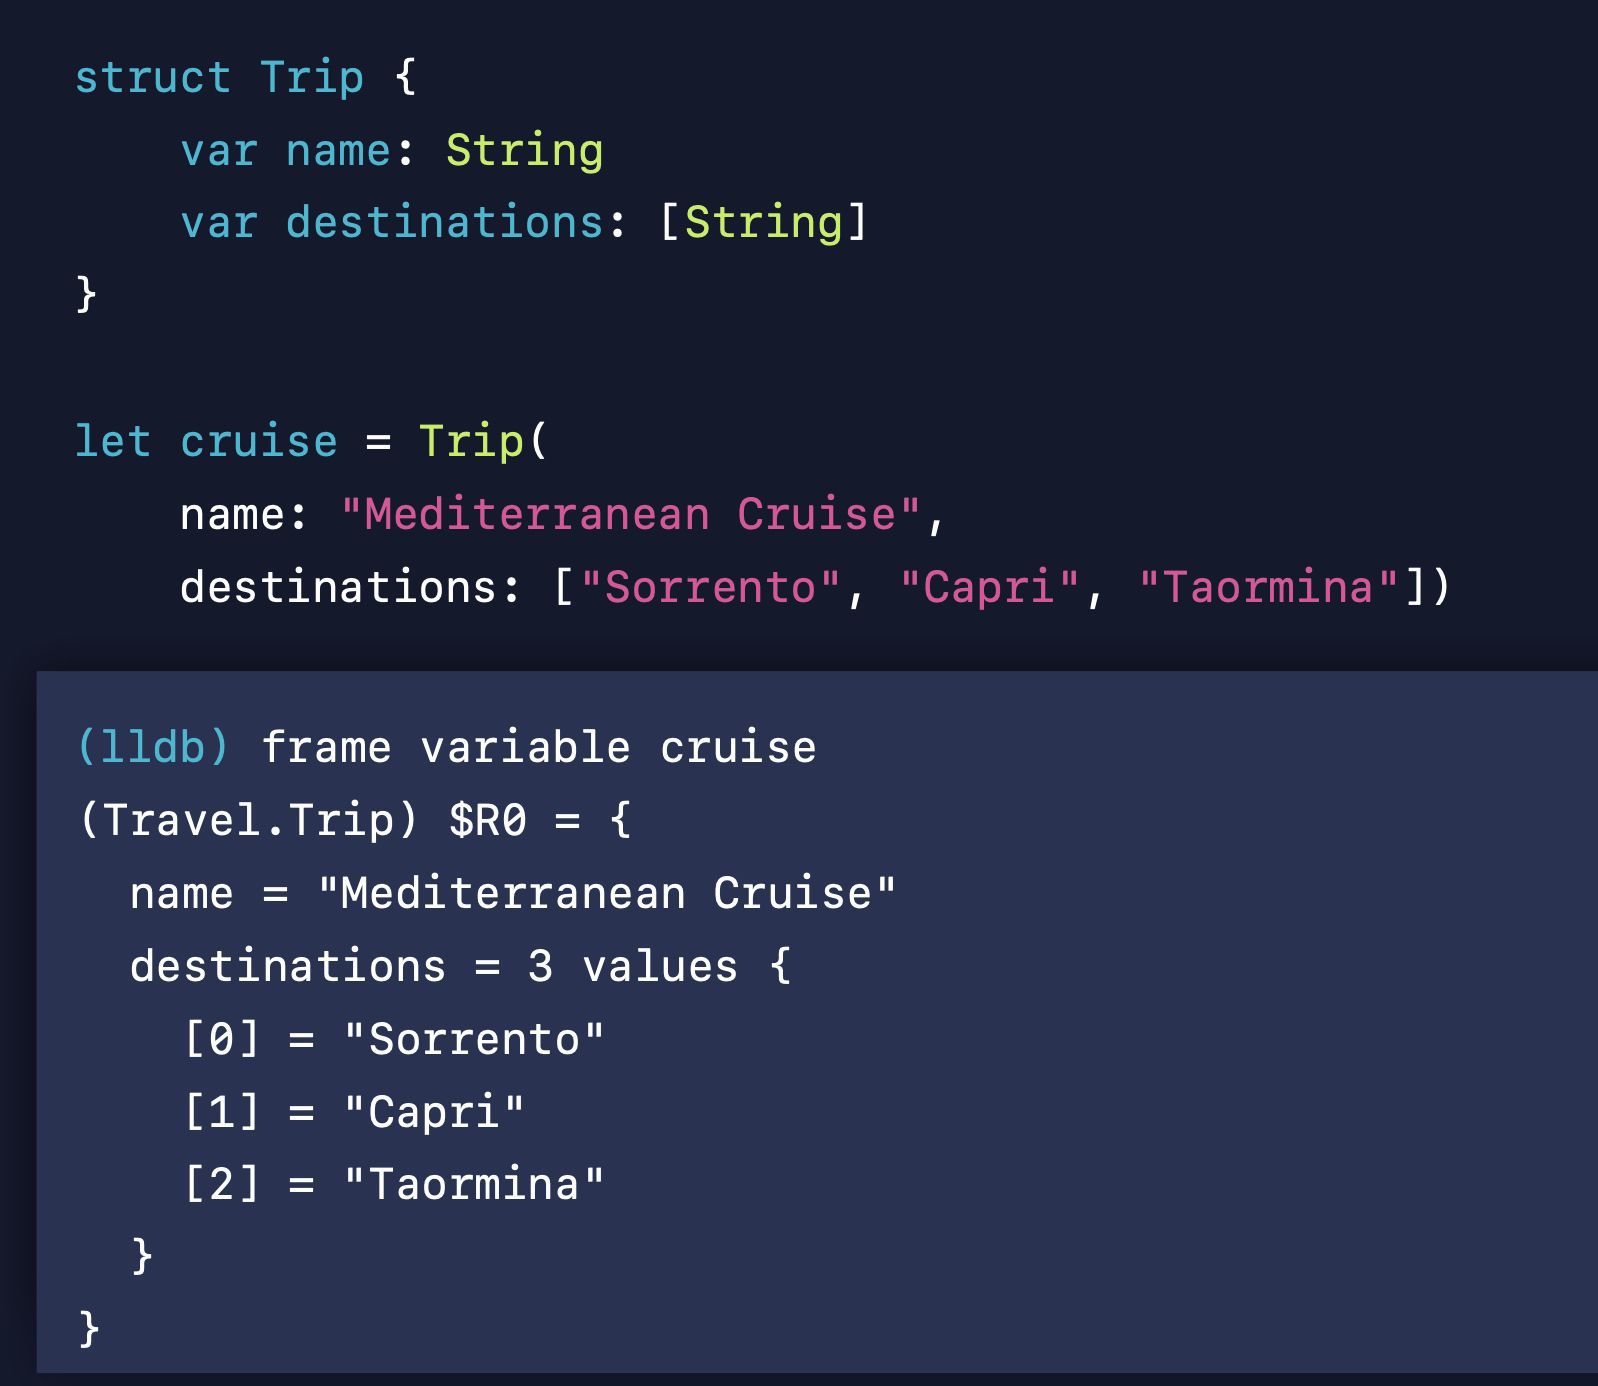 struct Trip {
    var name: String
    var destinations: [String]
}

let cruise = Trip(
    name: "Mediterranean Cruise",
    destinations: ["Sorrento", "Capri", "Taormina"])

(lldb) frame variable cruise
(Travel.Trip) $R0 = {
  name = "Mediterranean Cruise"
  destinations = 3 values {
    [0] = "Sorrento"
    [1] = "Capri"
    [2] = "Taormina"
  }
}